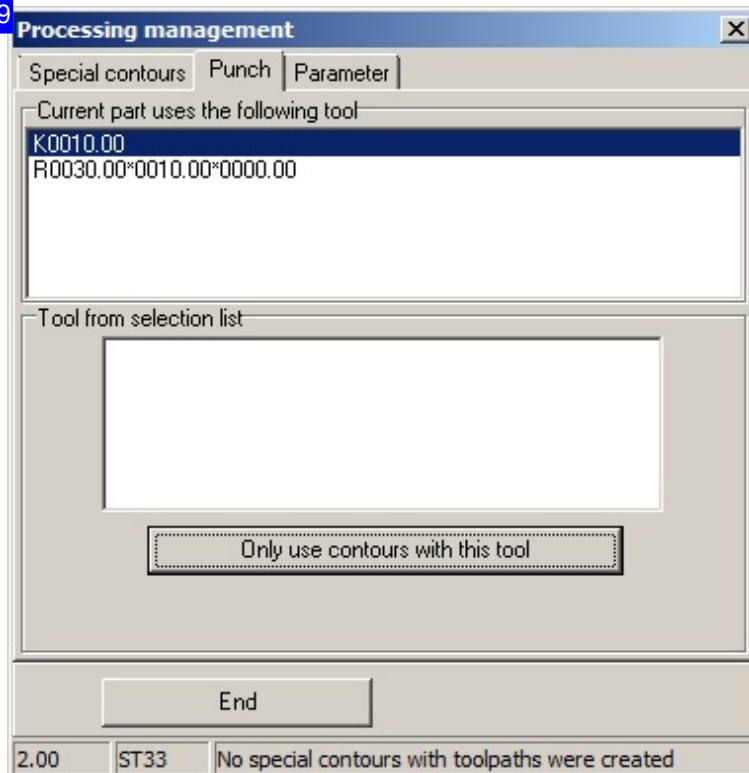 9
Processing management
Special contours Punch Parameter
Current part uses the following tool
K0010.00
R0030.00*0010.00*0000.00
Tool from selection list
Only use contours with this tool
End
2.00 ST33 No special contours with toolpaths were created